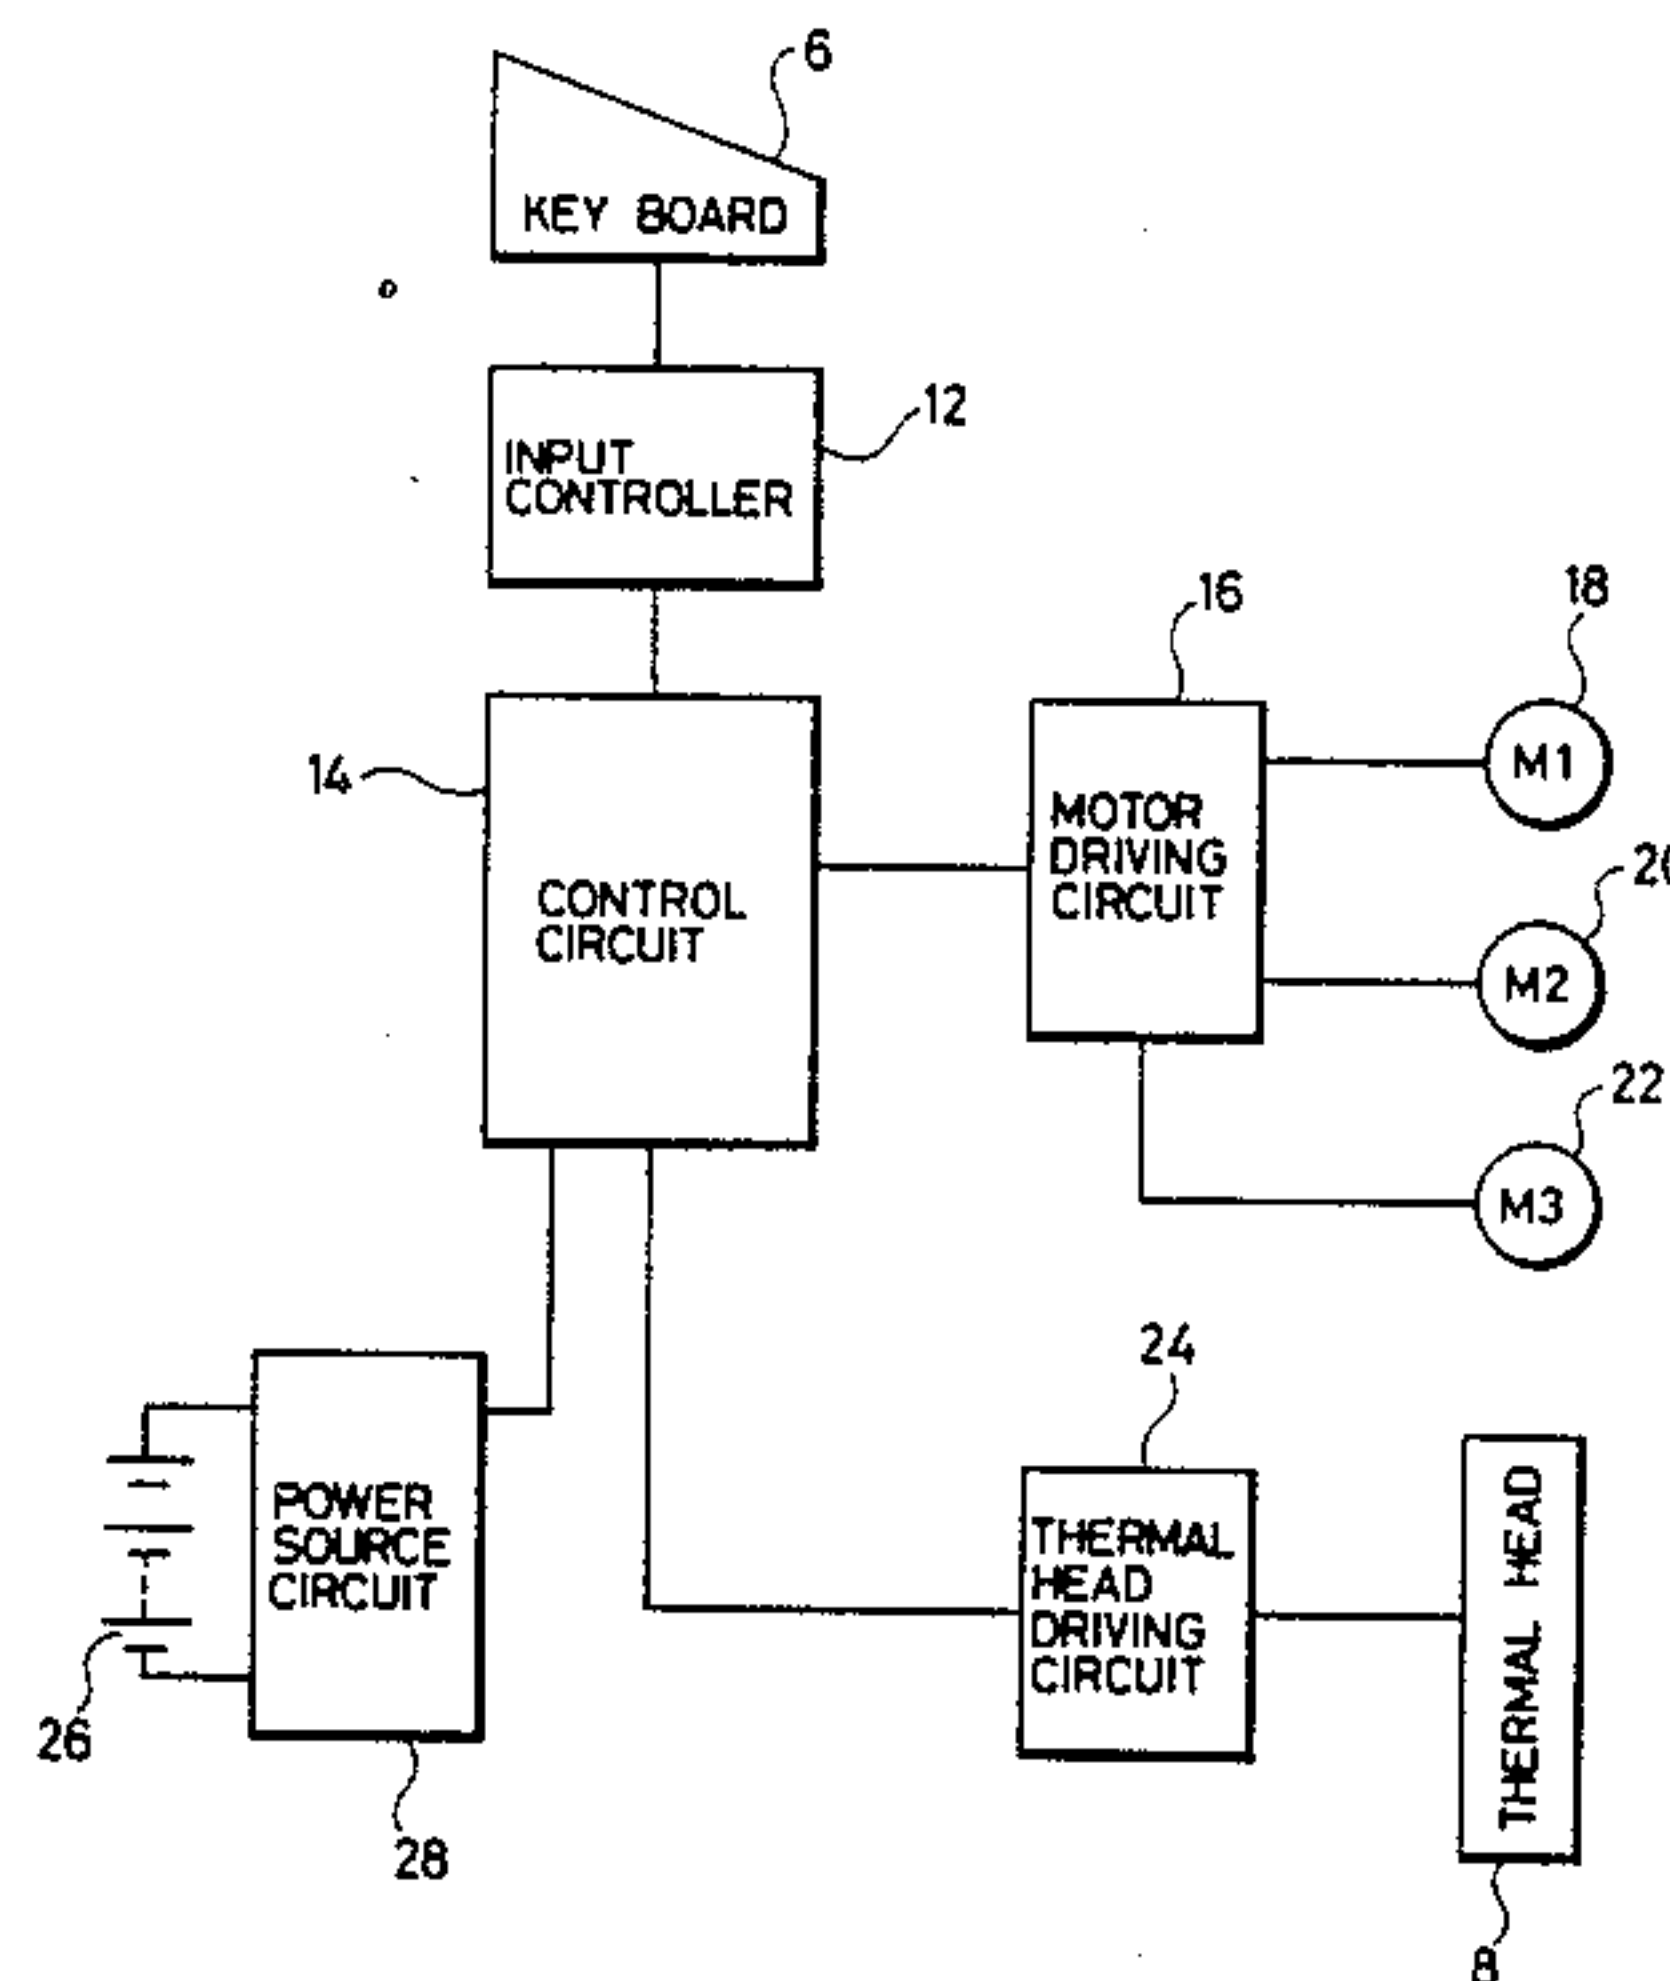 6
KEY BOARD
12
INPUT
CONTROLLER
16
18
14
M1
MOTOR
DRIVING
CIRCUIT
CONTROL
CIRCUIT
M2
22
M3
24
POWER
SOURCE
CIRCUIT
THERMAL
HEAD
DRIVING
CIRCUIT
THERMAL HEAD
26
28
8